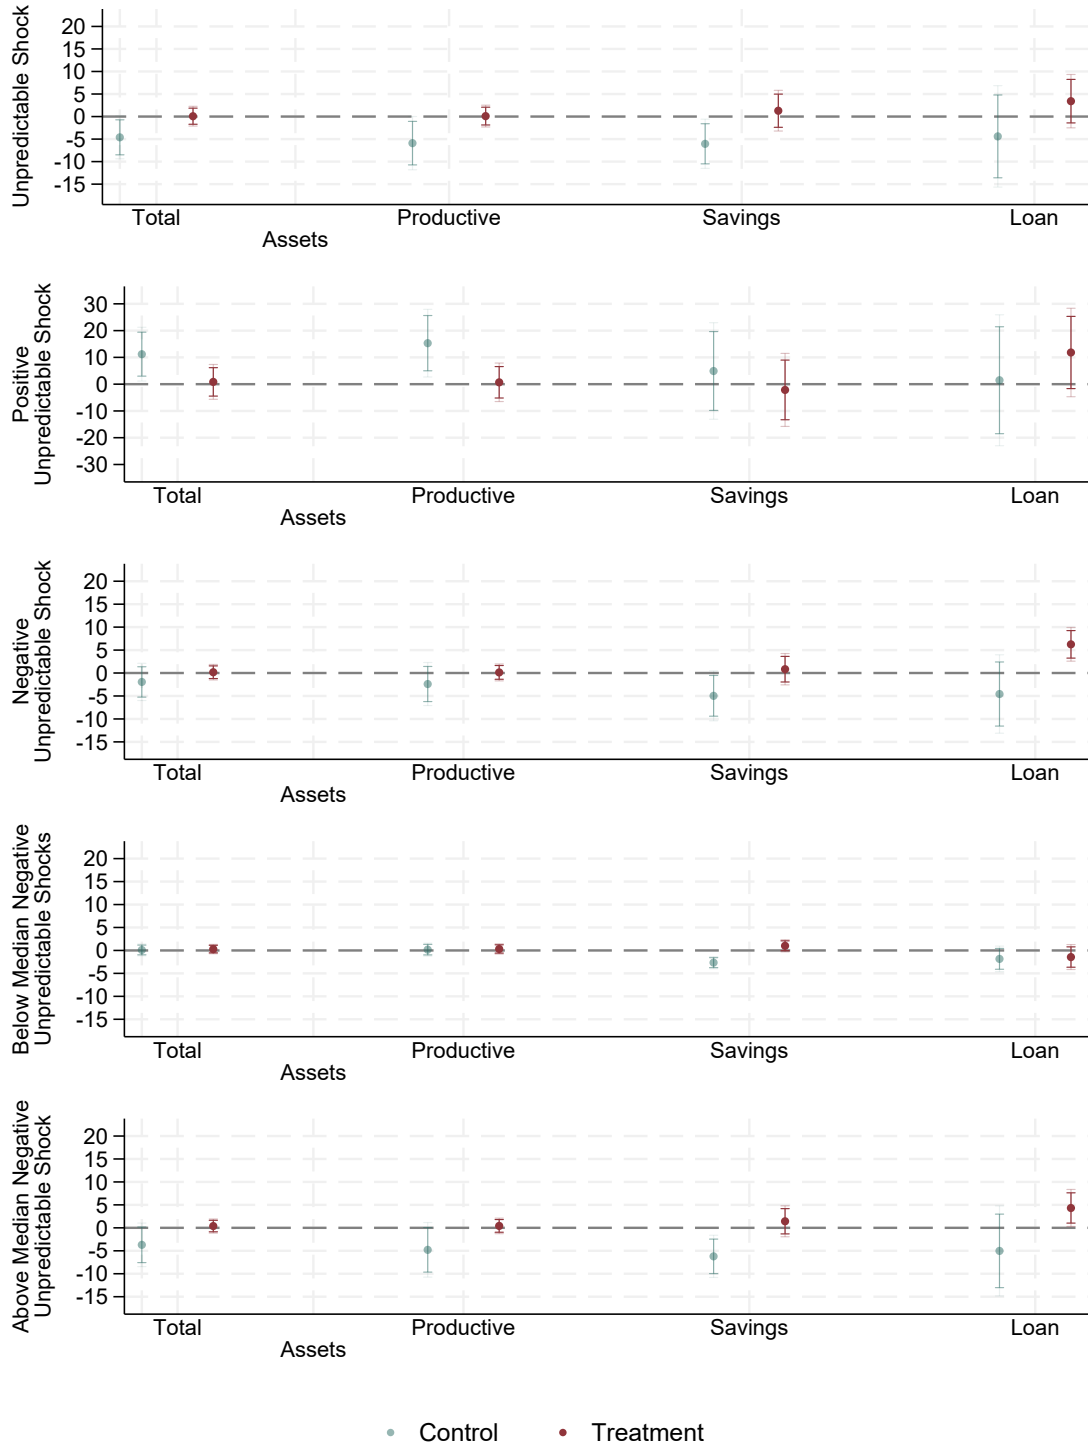 Unpredictable Shock
20
15
10
5
0
-5
-10
-15
Total
Productive
Savings
Loan
Assets
Positive
Unpredictable Shock
30
20
10
0
-10
-20
-30
Total
Productive
Savings
Loan
Assets
Negative
Unpredictable Shock
20
15
10
5
0
-5
-10
-15
Total
Productive
Savings
Loan
Assets
Below Median Negative
Unpredictable Shocks
20
15
10
5
0
-5
-10
-15
Total
Productive
Savings
Loan
Assets
Above Median Negative
Unpredictable Shock
20
15
10
5
0
-5
-10
-15
Total
Productive
Savings
Loan
Assets
Control
Treatment